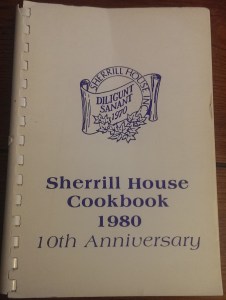 SHERRILL HOUSE INC
DILIGUNT
SANANT
1970
Sherrill House
Cookbook
1980
10th Anniversary